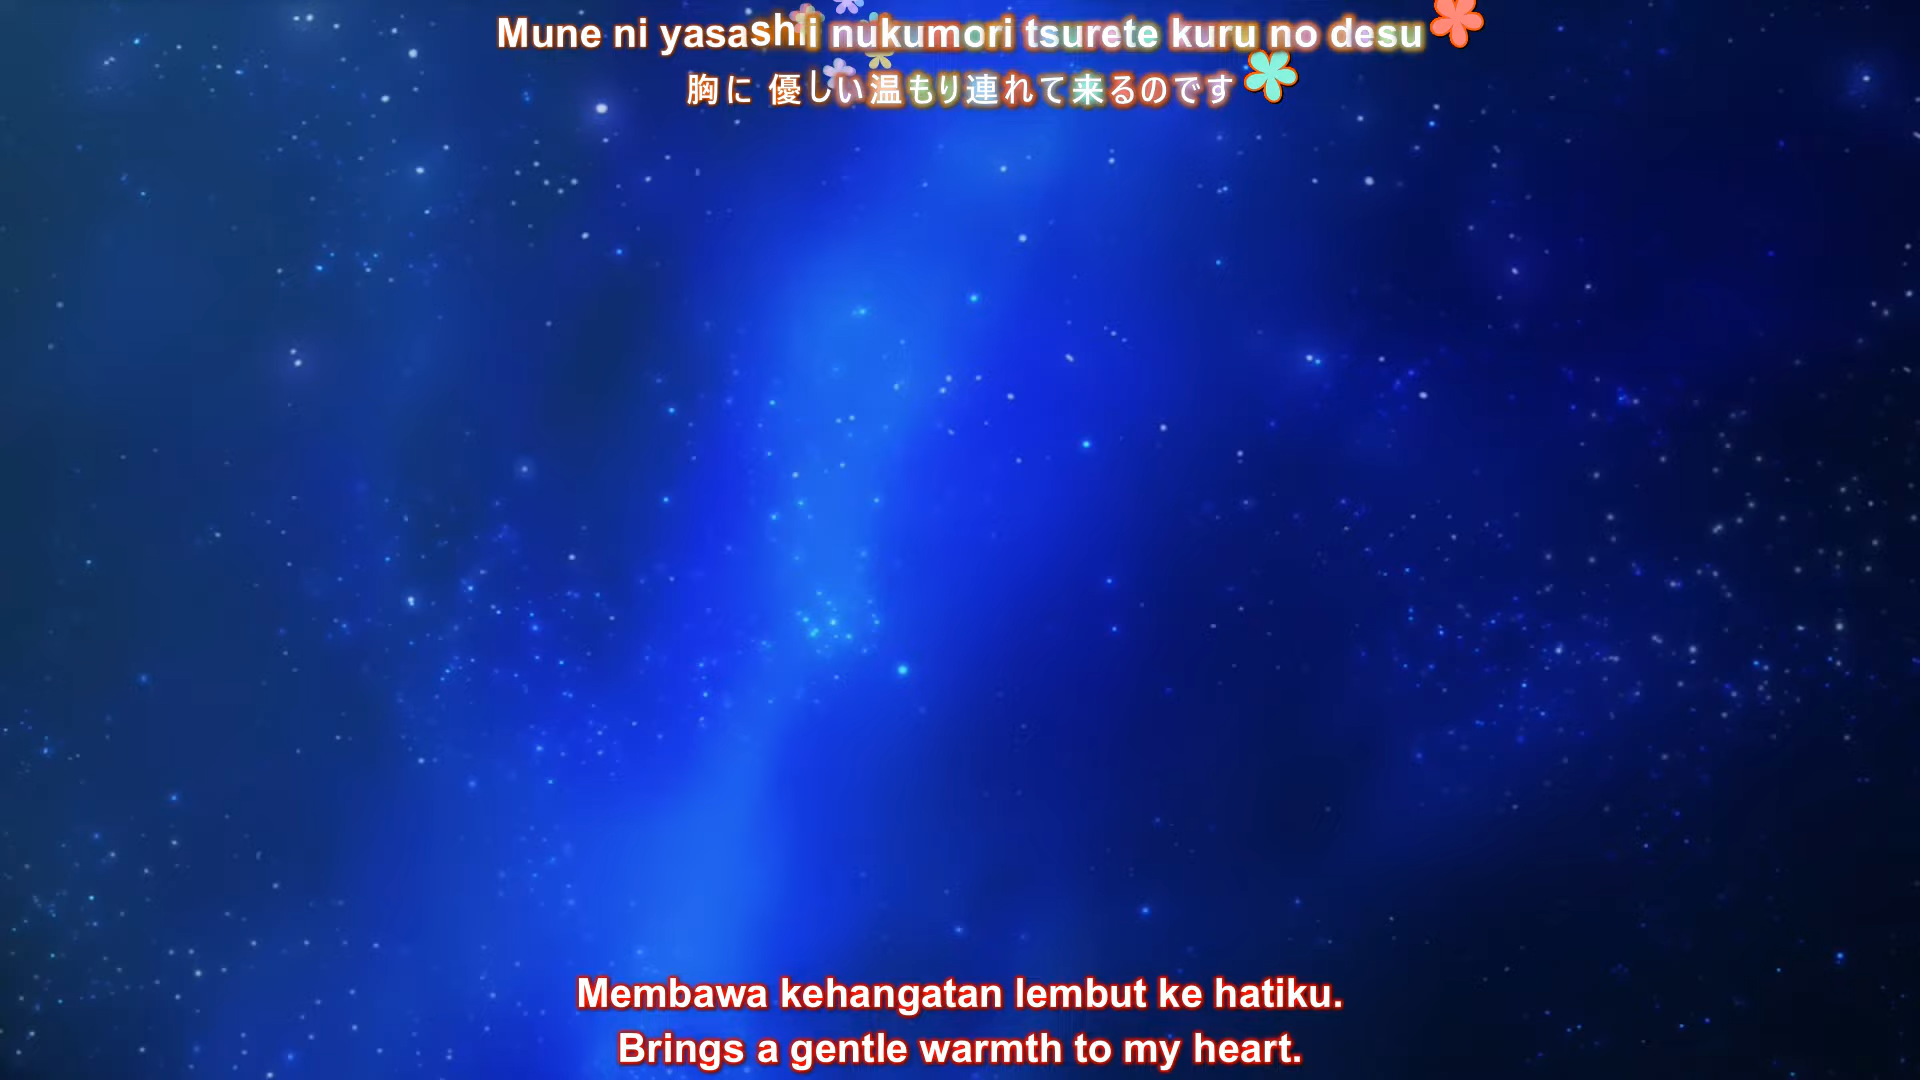 Mune ni yasashii nukumori tsurete kuru no desu
胸に 優しい温もり連れて来るのです
Membawa kehangatan lembut ke hatiku.
Brings a gentle warmth to my heart.